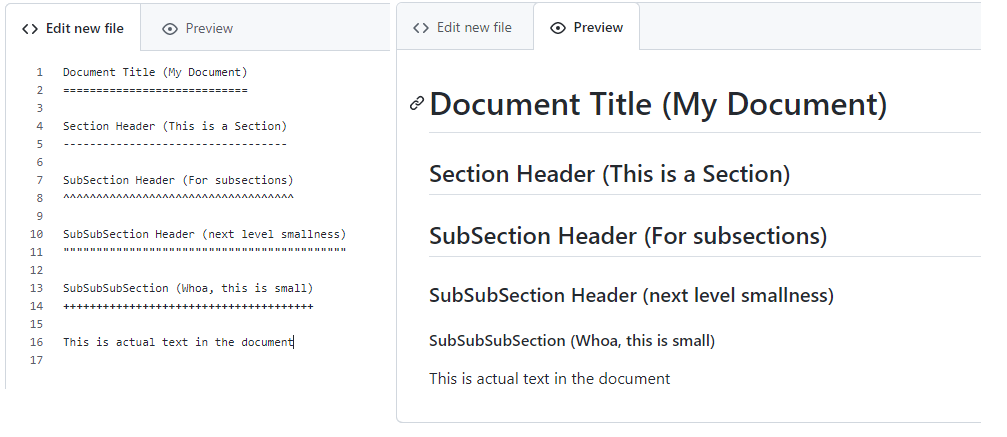 Edit new file
Preview
1 Document Title (My Document)
2 ============================
3
4 Section Header (This is a Section)
5 ----------------------------------
6
7 SubSection Header (For subsections)
8 ^^^^^^^^^^^^^^^^^^^^^^^^^^^^^^^^^^^
9
10 SubSubSection Header (next level smallness)
11 """""""""""""""""""""""""""""""""""""""""""
12
13 SubSubSubSection (Whoa, this is small)
14 ++++++++++++++++++++++++++++++++++++++
15
16 This is actual text in the document
17
Edit new file
Preview
Document Title (My Document)
Section Header (This is a Section)
SubSection Header (For subsections)
SubSubSection Header (next level smallness)
SubSubSubSection (Whoa, this is small)
This is actual text in the document